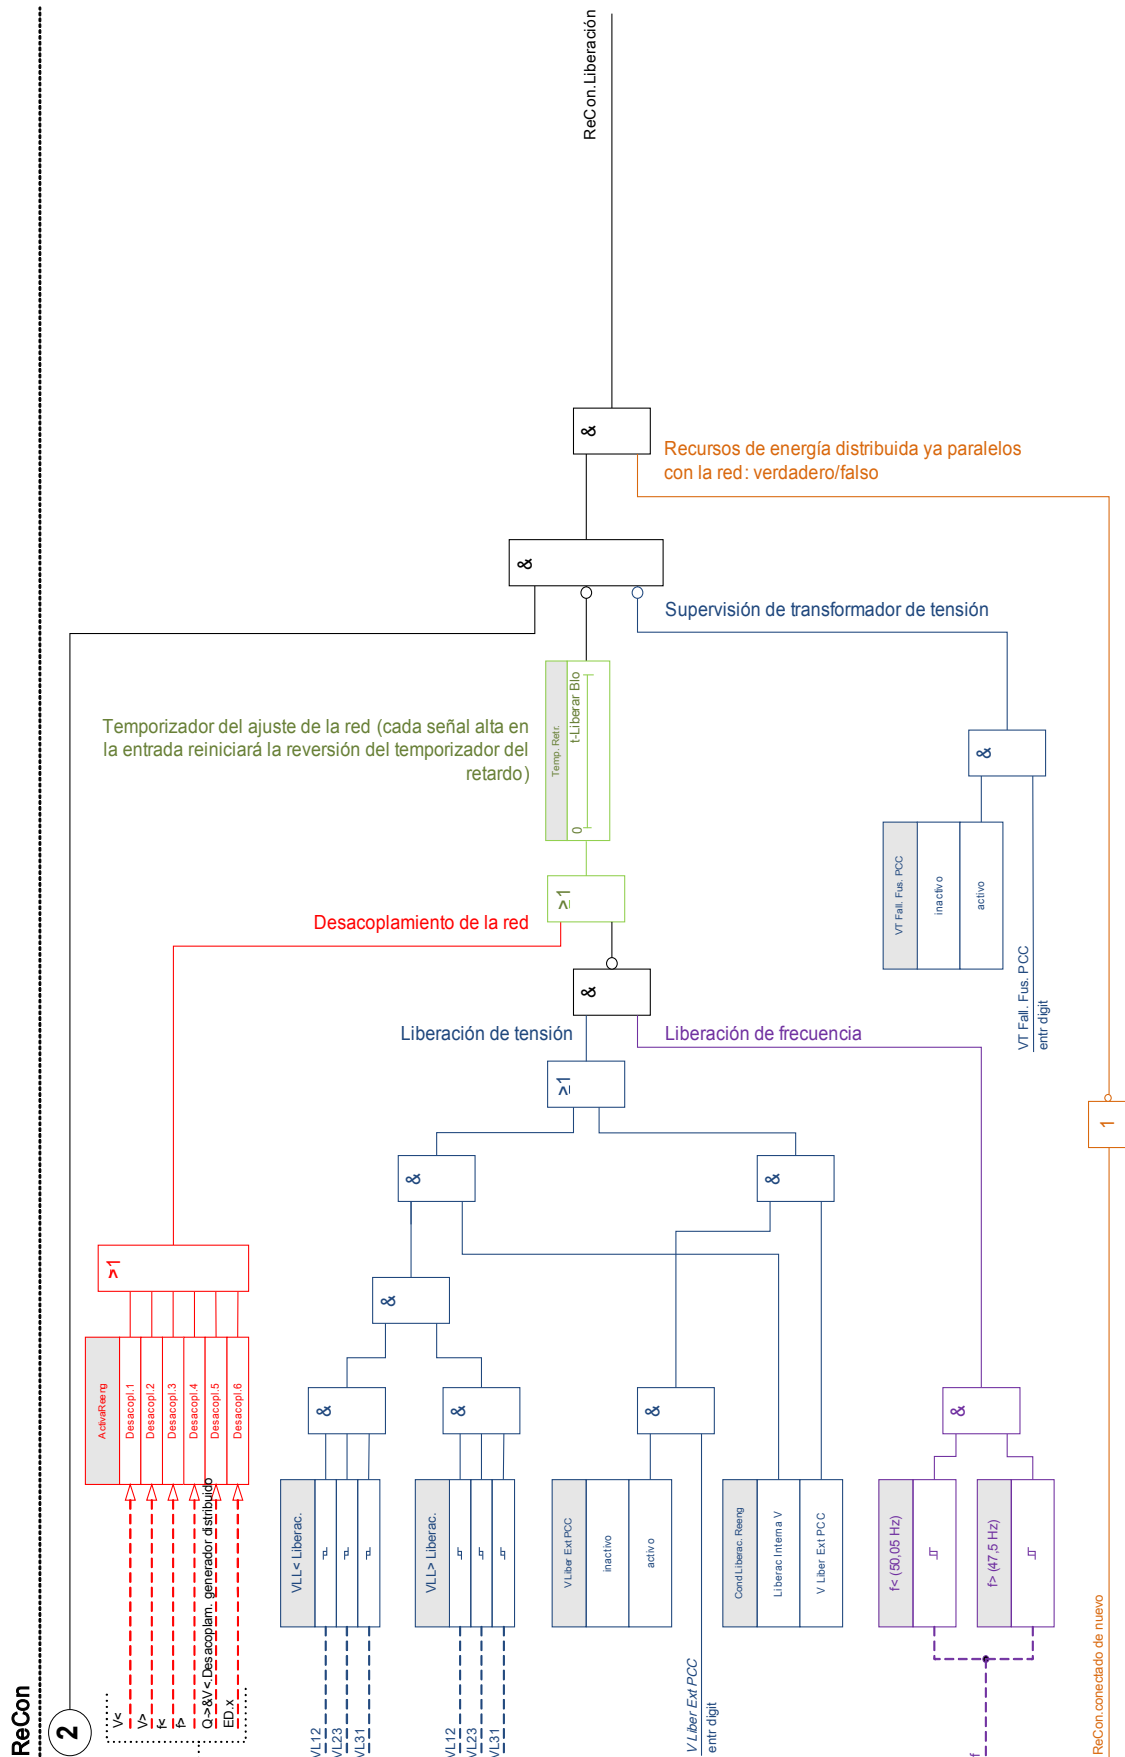 ReCon
2
V<
V>
f<
f>
Q->&V<.Desacoplam. generador distribuido
ED.x
ActivaReeng
Desacopl.1
Desacopl.2
Desacopl.3
Desacopl.4
Desacopl.5
Desacopl.6
≥1
Desacoplamiento de la red
VL12
VL23
VL31
VLL< Liberac.
&
VL12
VL23
VL31
VLL> Liberac.
&
&
&
V Liber Ext PCC
entr digit
V Liber Ext PCC
inactivo
activo
&
Cond Liberac. Reeng
Liberac Interna V
V Liber Ext PCC
&
≥1
Liberación de tensión
f
f< (50,05 Hz)
f> (47,5 Hz)
&
Liberación de frecuencia
&
≥1
Temporizador del ajuste de la red (cada señal alta en
la entrada reiniciará la reversión del temporizador del
retardo)
Temp. Retr.
0
t-Liberar Blo
VT Fall. Fus. PCC
entr digit
VT Fall. Fus. PCC
inactivo
activo
&
Supervisión de transformador de tensión
&
ReCon.conectado de nuevo
1
Recursos de energía distribuida ya paralelos
con la red: verdadero/falso
&
ReCon.Liberación